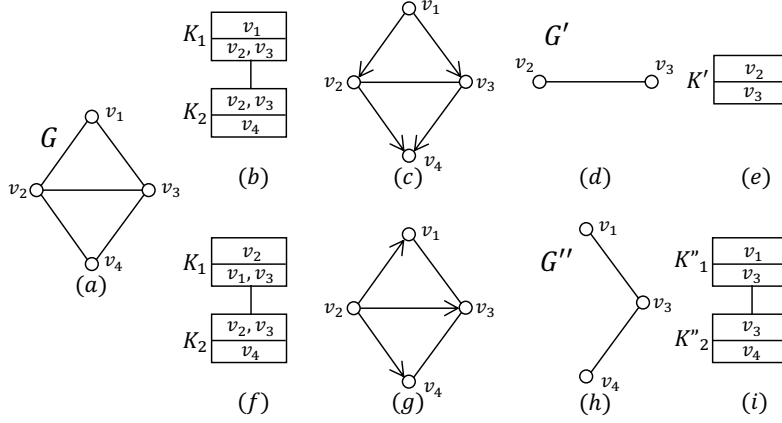 G
v₁
v₂
v₃
v₄
(a)
K₁
v₁
v₂, v₃
K₂
v₂, v₃
v₄
(b)
v₁
v₂
v₃
v₄
(c)
G′
v₂
v₃
(d)
K′
v₂
v₃
(e)
K₁
v₂
v₁, v₃
K₂
v₂, v₃
v₄
(f)
v₁
v₂
v₃
v₄
(g)
v₁
G′′
v₃
v₄
(h)
K"₁
v₁
v₃
K"₂
v₃
v₄
(i)